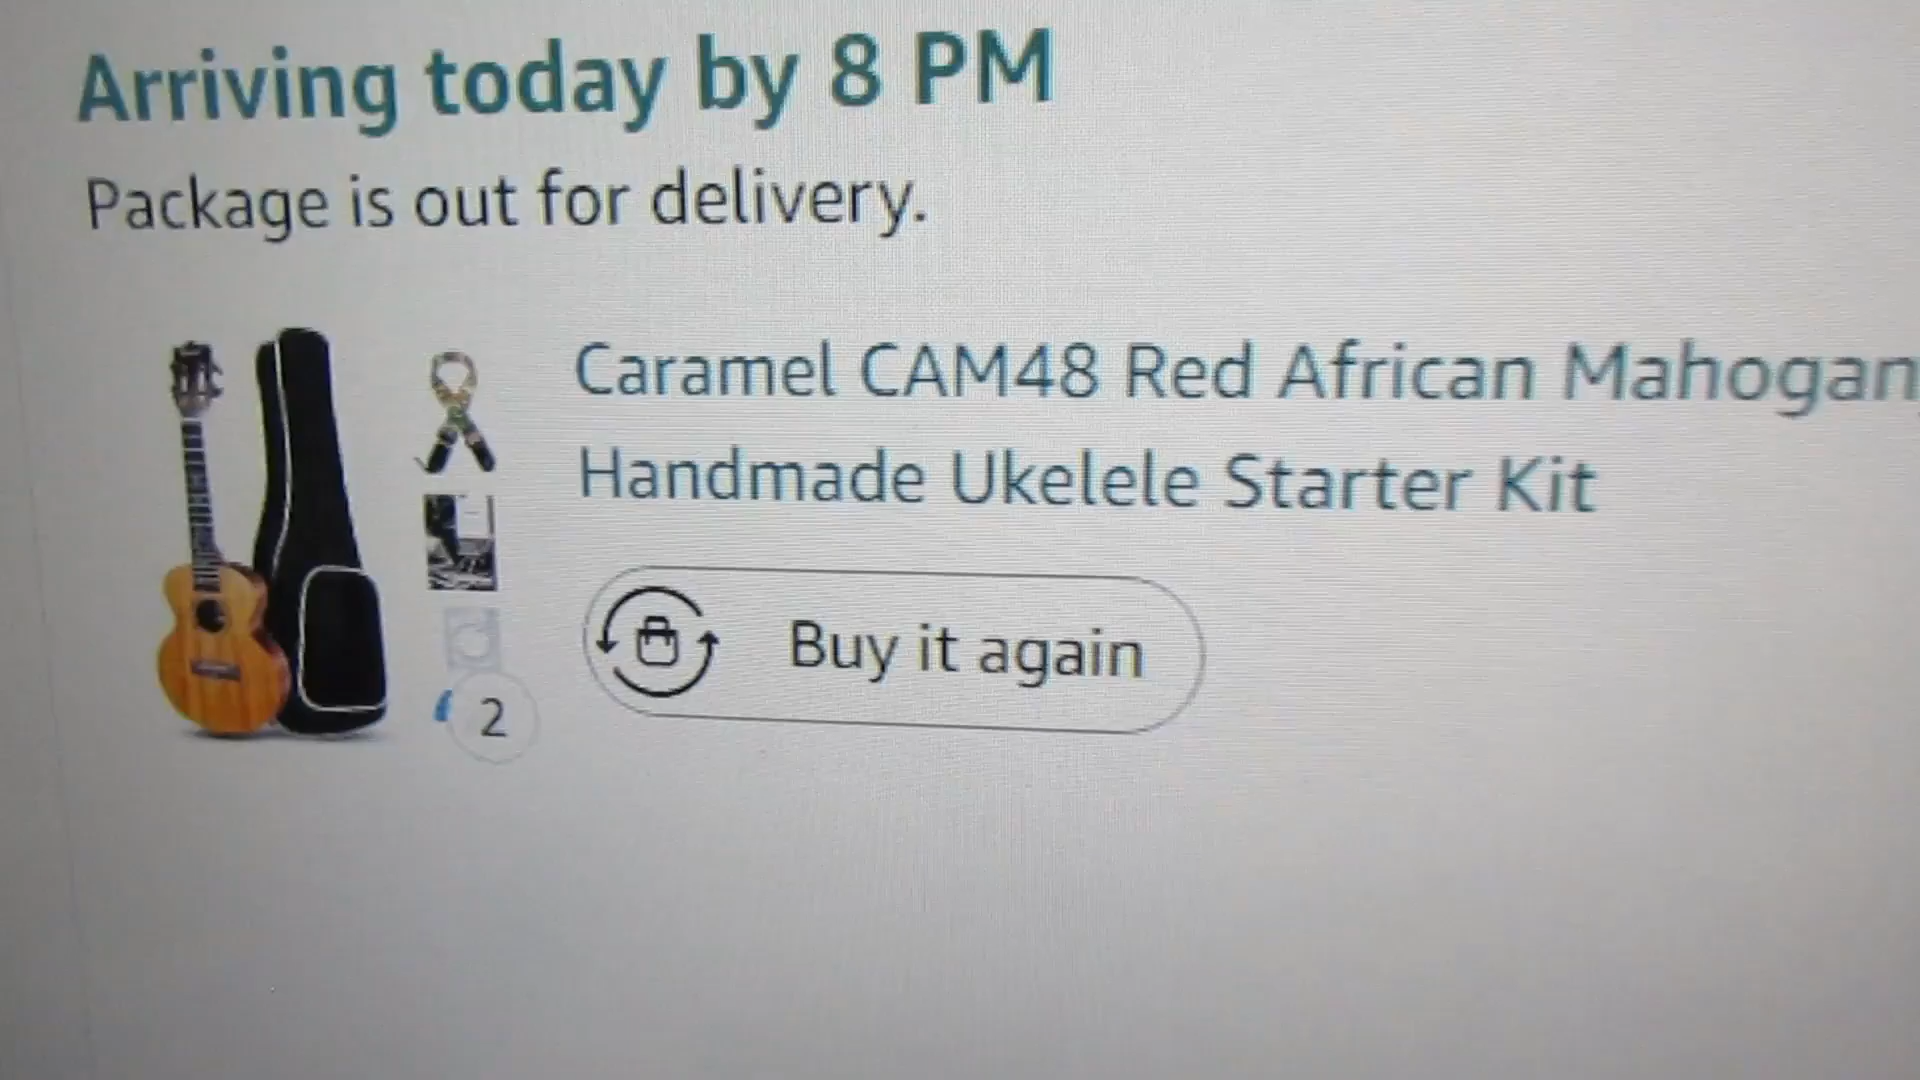 Arriving today by 8 PM
Package is out for delivery.
Caramel CAM48 Red African Mahogan
Handmade Ukelele Starter Kit
Buy it again
2